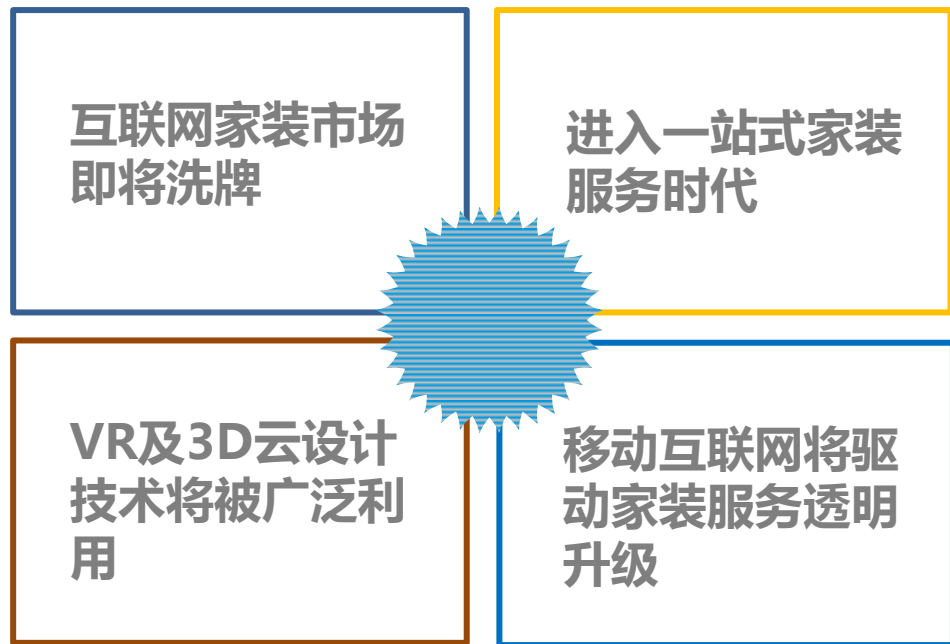 互联网家装市场
即将洗牌
进入一站式家装
服务时代
VR及3D云设计
技术将被广泛利
用
移动互联网将驱
动家装服务透明
升级